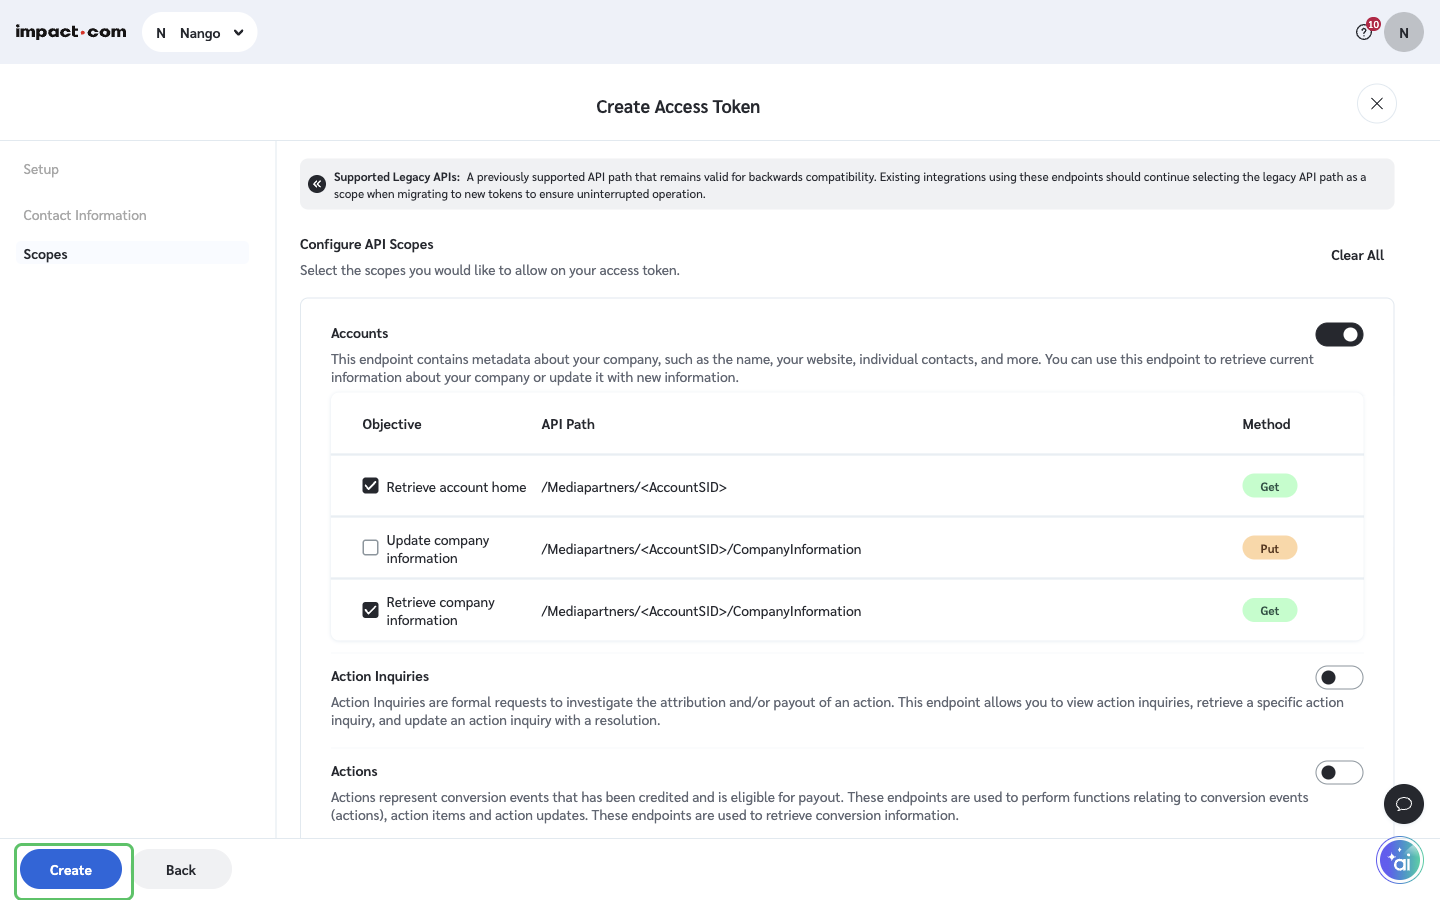 impact.com
N Nango
10
N
Create Access Token
Setup
Contact Information
Scopes
Supported Legacy APIs: A previously supported API path that remains valid for backwards compatibility. Existing integrations using these endpoints should continue selecting the legacy API path as a
scope when migrating to new tokens to ensure uninterrupted operation.
Configure API Scopes
Select the scopes you would like to allow on your access token.
Clear All
Accounts
This endpoint contains metadata about your company, such as the name, your website, individual contacts, and more. You can use this endpoint to retrieve current
information about your company or update it with new information.
Objective API Path Method
Retrieve account home /Mediapartners/<AccountSID> Get
Update company
information
/Mediapartners/<AccountSID>/CompanyInformation Put
Retrieve company
information
/Mediapartners/<AccountSID>/CompanyInformation Get
Action Inquiries
Action Inquiries are formal requests to investigate the attribution and/or payout of an action. This endpoint allows you to view action inquiries, retrieve a specific action
inquiry, and update an action inquiry with a resolution.
Actions
Actions represent conversion events that has been credited and is eligible for payout. These endpoints are used to perform functions relating to conversion events
(actions), action items and action updates. These endpoints are used to retrieve conversion information.
Create
Back
ai